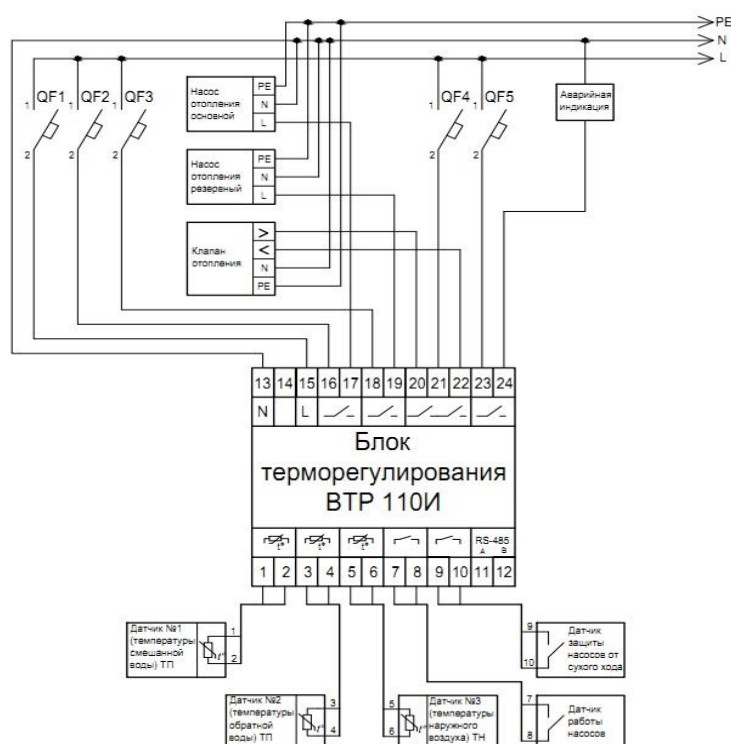 PE
N
L
QF1
QF2
QF3
QF4
QF5
1
2
1
2
1
2
1
2
1
2
Насос
отопления
основной
PE
N
L
Насос
отопления
резервный
PE
N
L
Клапан
отопления
>
<
N
PE
Аварийная
индикация
13 14 15 16 17 18 19 20 21 22 23 24
N L
Блок
терморегулирования
ВТР 110И
t° t° t° RS-485
A B
1 2 3 4 5 6 7 8 9 10 11 12
Датчик №1
(температуры
смешанной
воды) ТП
1
2
t°
Датчик №2
(температуры
обратной
воды) ТП
3
4
t°
5
6
t°
Датчик №3
(температуры
наружного
воздуха) ТН
9
10
Датчик
защиты
насосов от
сухого хода
7
8
Датчик
работы
насосов